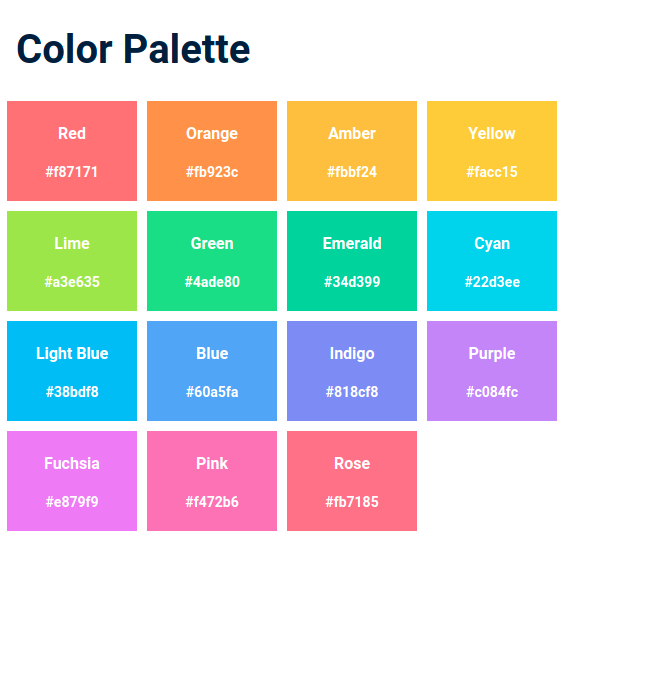 Color Palette
Red
#f87171
Orange
#fb923c
Amber
#fbbf24
Yellow
#facc15
Lime
#a3e635
Green
#4ade80
Emerald
#34d399
Cyan
#22d3ee
Light Blue
#38bdf8
Blue
#60a5fa
Indigo
#818cf8
Purple
#c084fc
Fuchsia
#e879f9
Pink
#f472b6
Rose
#fb7185